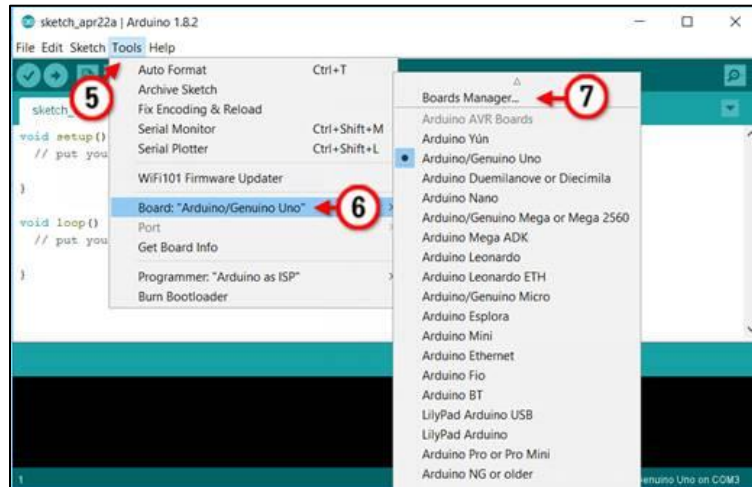 sketch_apr22a | Arduino 1.8.2
File Edit Sketch Tools Help
5
sketch_
void setup()
// put you
}
void loop()
// put you
}
Auto Format Ctrl+T
Archive Sketch
Fix Encoding & Reload
Serial Monitor Ctrl+Shift+M
Serial Plotter Ctrl+Shift+L
WiFi101 Firmware Updater
Board: "Arduino/Genuino Uno" 6
Port
Get Board Info
Programmer: "Arduino as ISP"
Burn Bootloader
Boards Manager... 7
Arduino AVR Boards
Arduino Yún
Arduino/Genuino Uno
Arduino Duemilanove or Diecimila
Arduino Nano
Arduino/Genuino Mega or Mega 2560
Arduino Mega ADK
Arduino Leonardo
Arduino Leonardo ETH
Arduino/Genuino Micro
Arduino Esplora
Arduino Mini
Arduino Ethernet
Arduino Fio
Arduino BT
LilyPad Arduino USB
LilyPad Arduino
Arduino Pro or Pro Mini
Arduino NG or older
1 enuino Uno on COM3